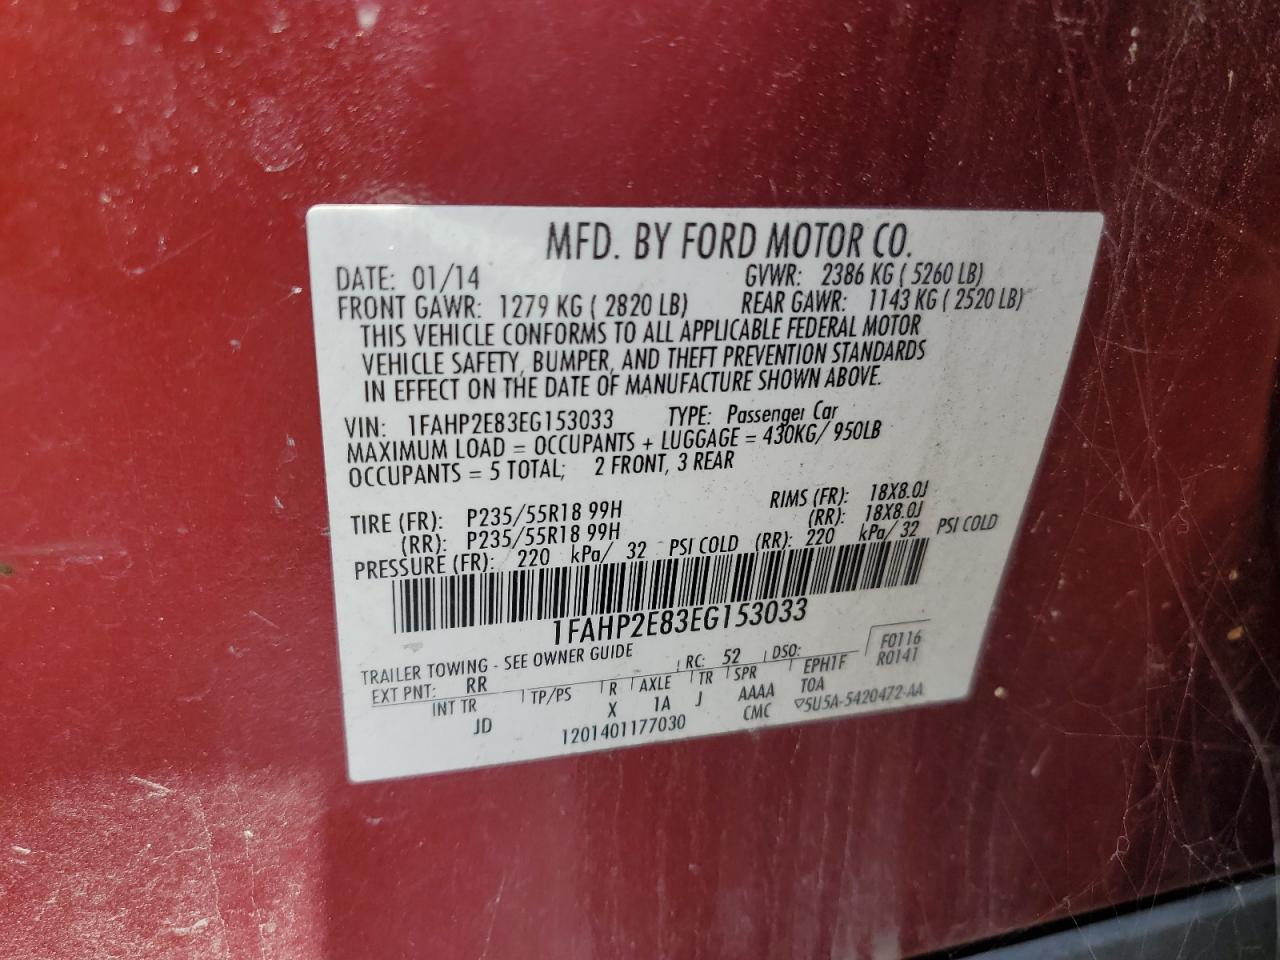 MFD. BY FORD MOTOR CO.
DATE: 01/14 GVWR: 2386 KG ( 5260 LB)
FRONT GAWR: 1279 KG ( 2820 LB) REAR GAWR: 1143 KG ( 2520 LB)
THIS VEHICLE CONFORMS TO ALL APPLICABLE FEDERAL MOTOR
VEHICLE SAFETY, BUMPER, AND THEFT PREVENTION STANDARDS
IN EFFECT ON THE DATE OF MANUFACTURE SHOWN ABOVE.
VIN: 1FAHP2E83EG153033 TYPE: Passenger Car
MAXIMUM LOAD = OCCUPANTS + LUGGAGE = 430KG/ 950LB
OCCUPANTS = 5 TOTAL; 2 FRONT, 3 REAR
TIRE (FR): P235/55R18 99H RIMS (FR): 18X8.0J
(RR): P235/55R18 99H (RR): 18X8.0J
PRESSURE (FR): 220 kPa/ 32 PSI COLD (RR): 220 kPa/ 32 PSI COLD
1FAHP2E83EG153033
TRAILER TOWING - SEE OWNER GUIDE
EXT PNT: RR RC: 52 DSO: F0116
INT TR TP/PS R AXLE TR SPR EPH1F R0141
JD X 1A J AAAA TOA
1201401177030 CMC 5U5A-5420472-AA